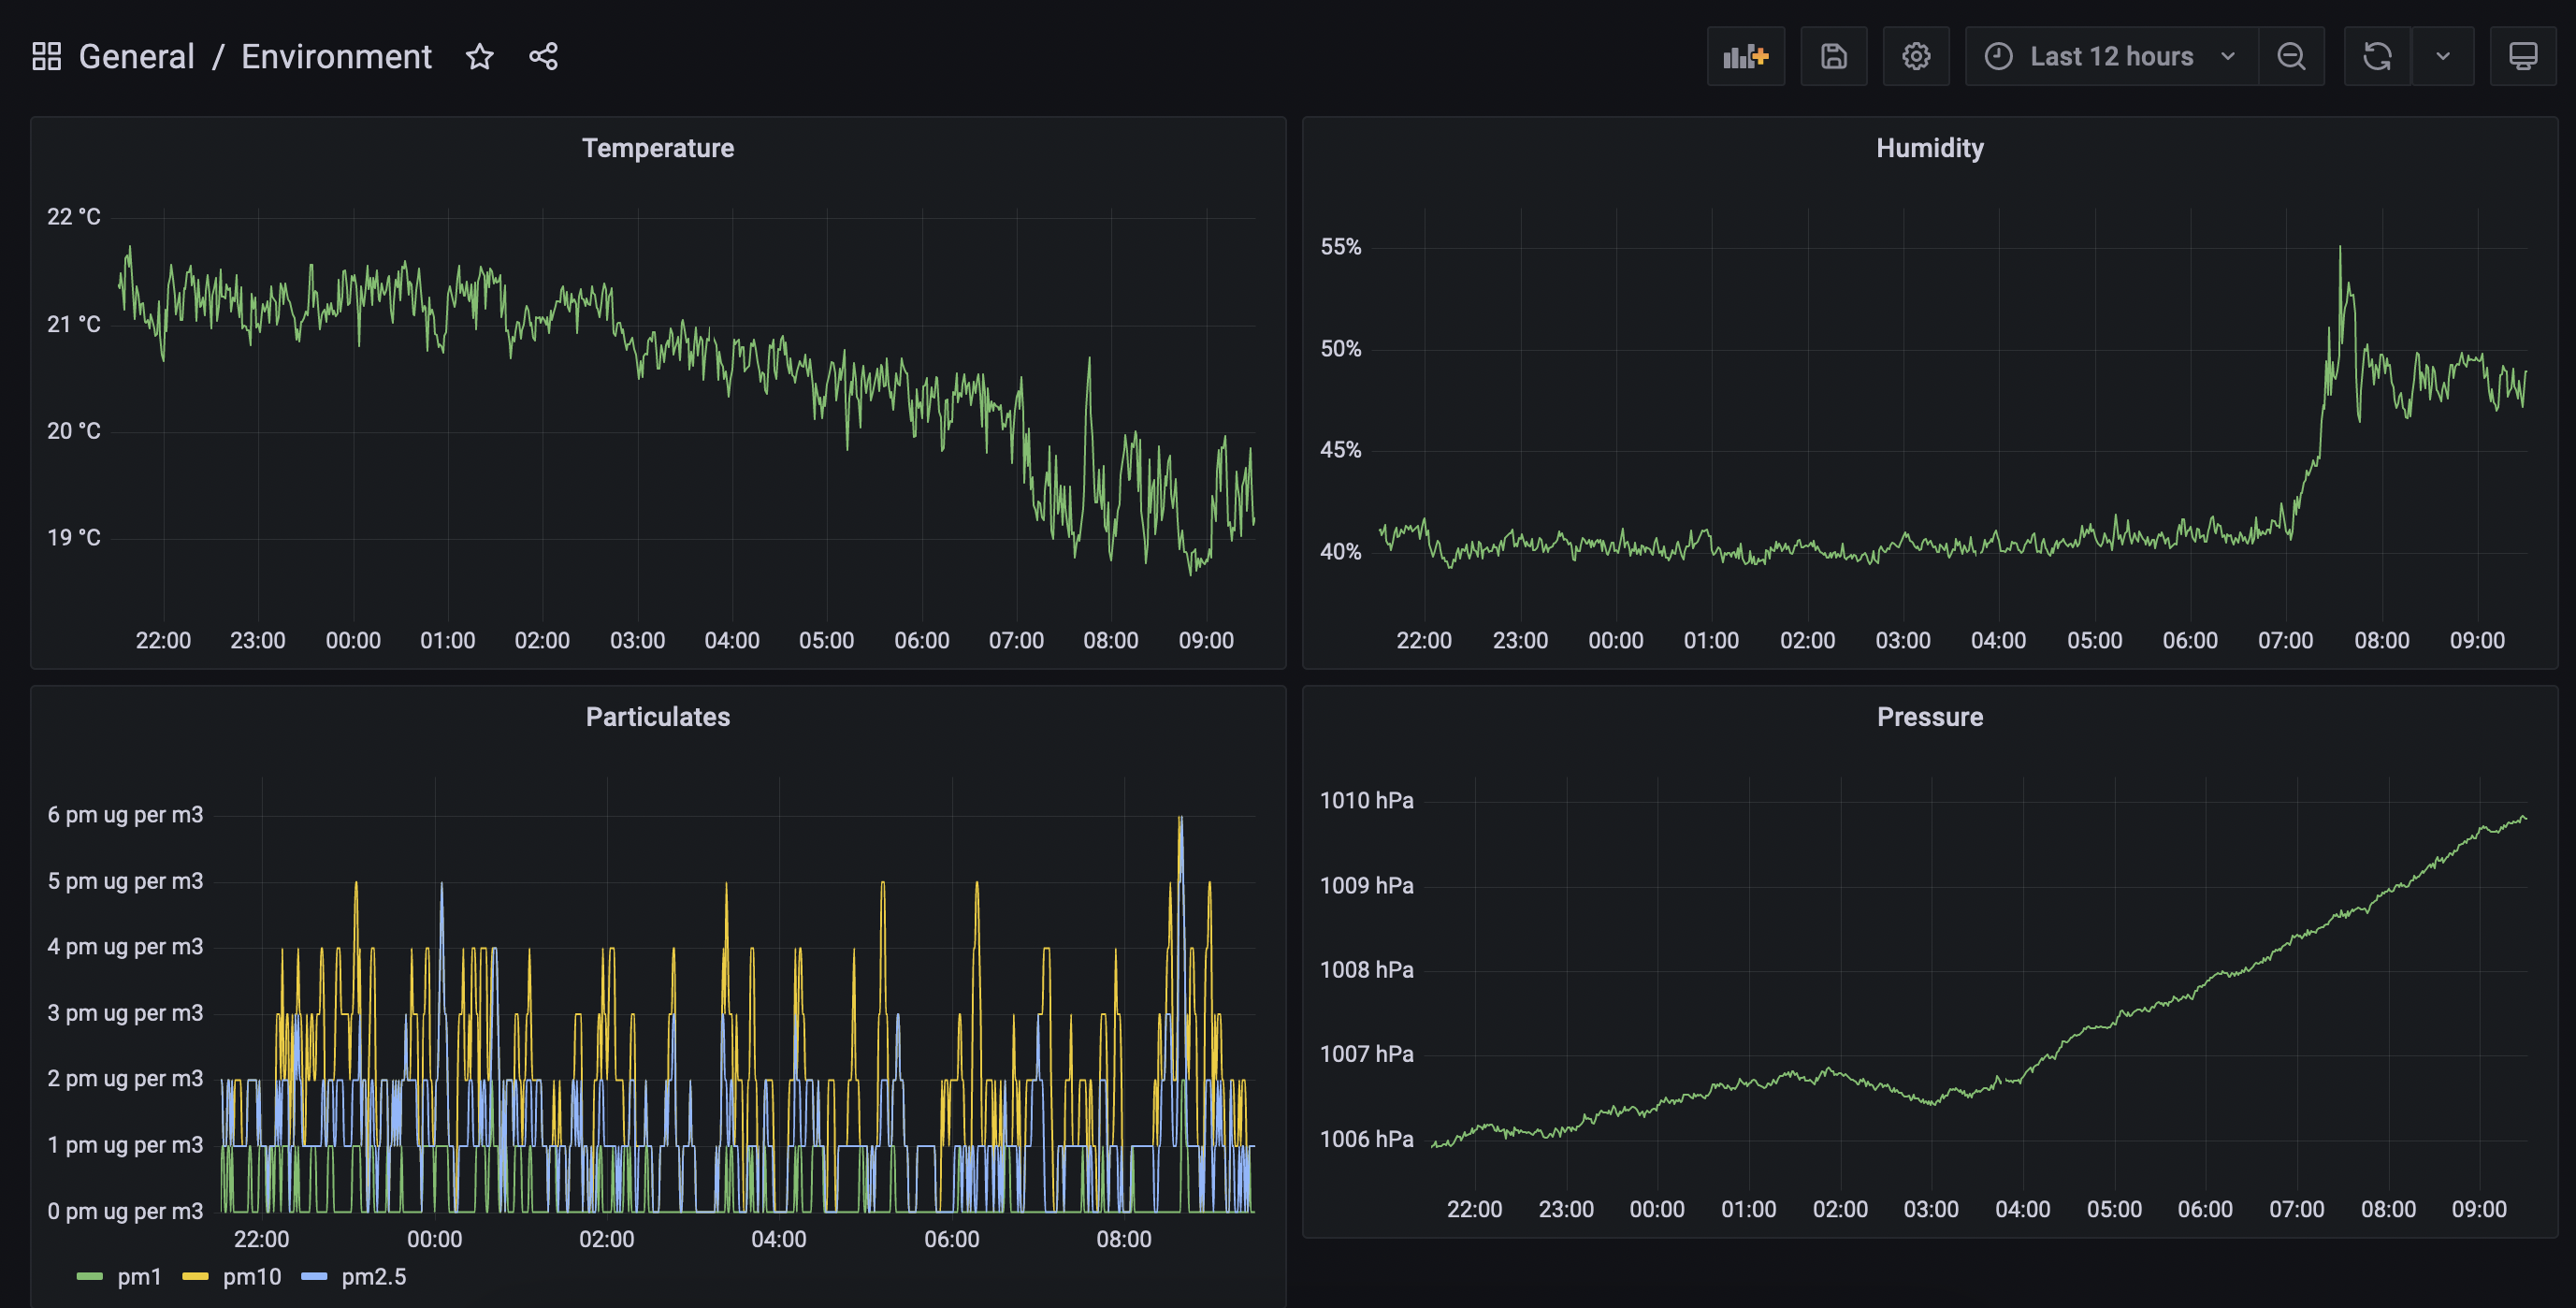 General / Environment
Last 12 hours
Temperature
22 °C
21 °C
20 °C
19 °C
22:00 23:00 00:00 01:00 02:00 03:00 04:00 05:00 06:00 07:00 08:00 09:00
Humidity
55%
50%
45%
40%
22:00 23:00 00:00 01:00 02:00 03:00 04:00 05:00 06:00 07:00 08:00 09:00
Particulates
6 pm ug per m3
5 pm ug per m3
4 pm ug per m3
3 pm ug per m3
2 pm ug per m3
1 pm ug per m3
0 pm ug per m3
22:00 00:00 02:00 04:00 06:00 08:00
pm1 pm10 pm2.5
Pressure
1010 hPa
1009 hPa
1008 hPa
1007 hPa
1006 hPa
22:00 23:00 00:00 01:00 02:00 03:00 04:00 05:00 06:00 07:00 08:00 09:00